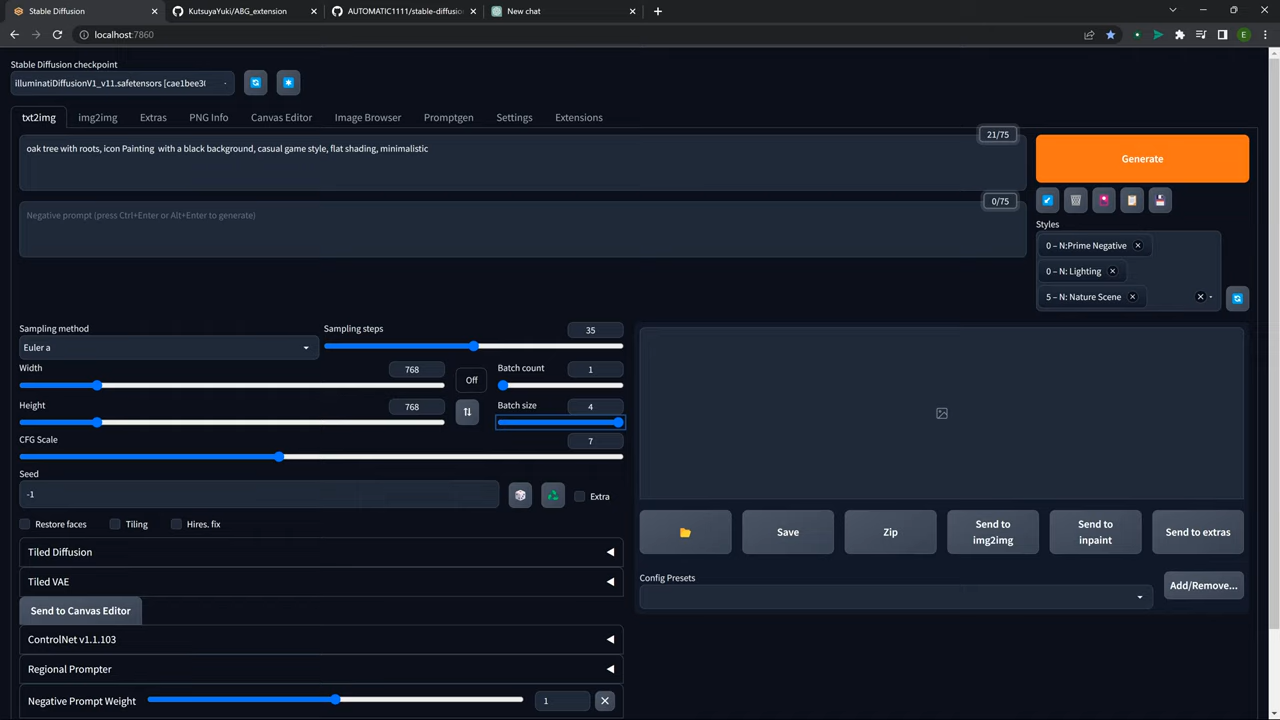 Stable Diffusion
KutsuyaYuki/ABG_extension
AUTOMATIC1111/stable-diffusion
New chat
localhost:7860
E
Stable Diffusion checkpoint
illuminatiDiffusionV1_v11.safetensors [cae1bee30
txt2img
img2img
Extras
PNG Info
Canvas Editor
Image Browser
Promptgen
Settings
Extensions
21/75
oak tree with roots, icon Painting with a black background, casual game style, flat shading, minimalistic
Generate
0/75
Negative prompt (press Ctrl+Enter or Alt+Enter to generate)
Styles
0 – N:Prime Negative
0 – N: Lighting
5 – N: Nature Scene
Sampling method
Euler a
Sampling steps
35
Width
768
Off
Batch count
1
Height
768
Batch size
4
CFG Scale
7
Seed
-1
Extra
Restore faces
Tiling
Hires. fix
Save
Zip
Send to
img2img
Send to
inpaint
Send to extras
Tiled Diffusion
Tiled VAE
Config Presets
Add/Remove...
Send to Canvas Editor
ControlNet v1.1.103
Regional Prompter
Negative Prompt Weight
1